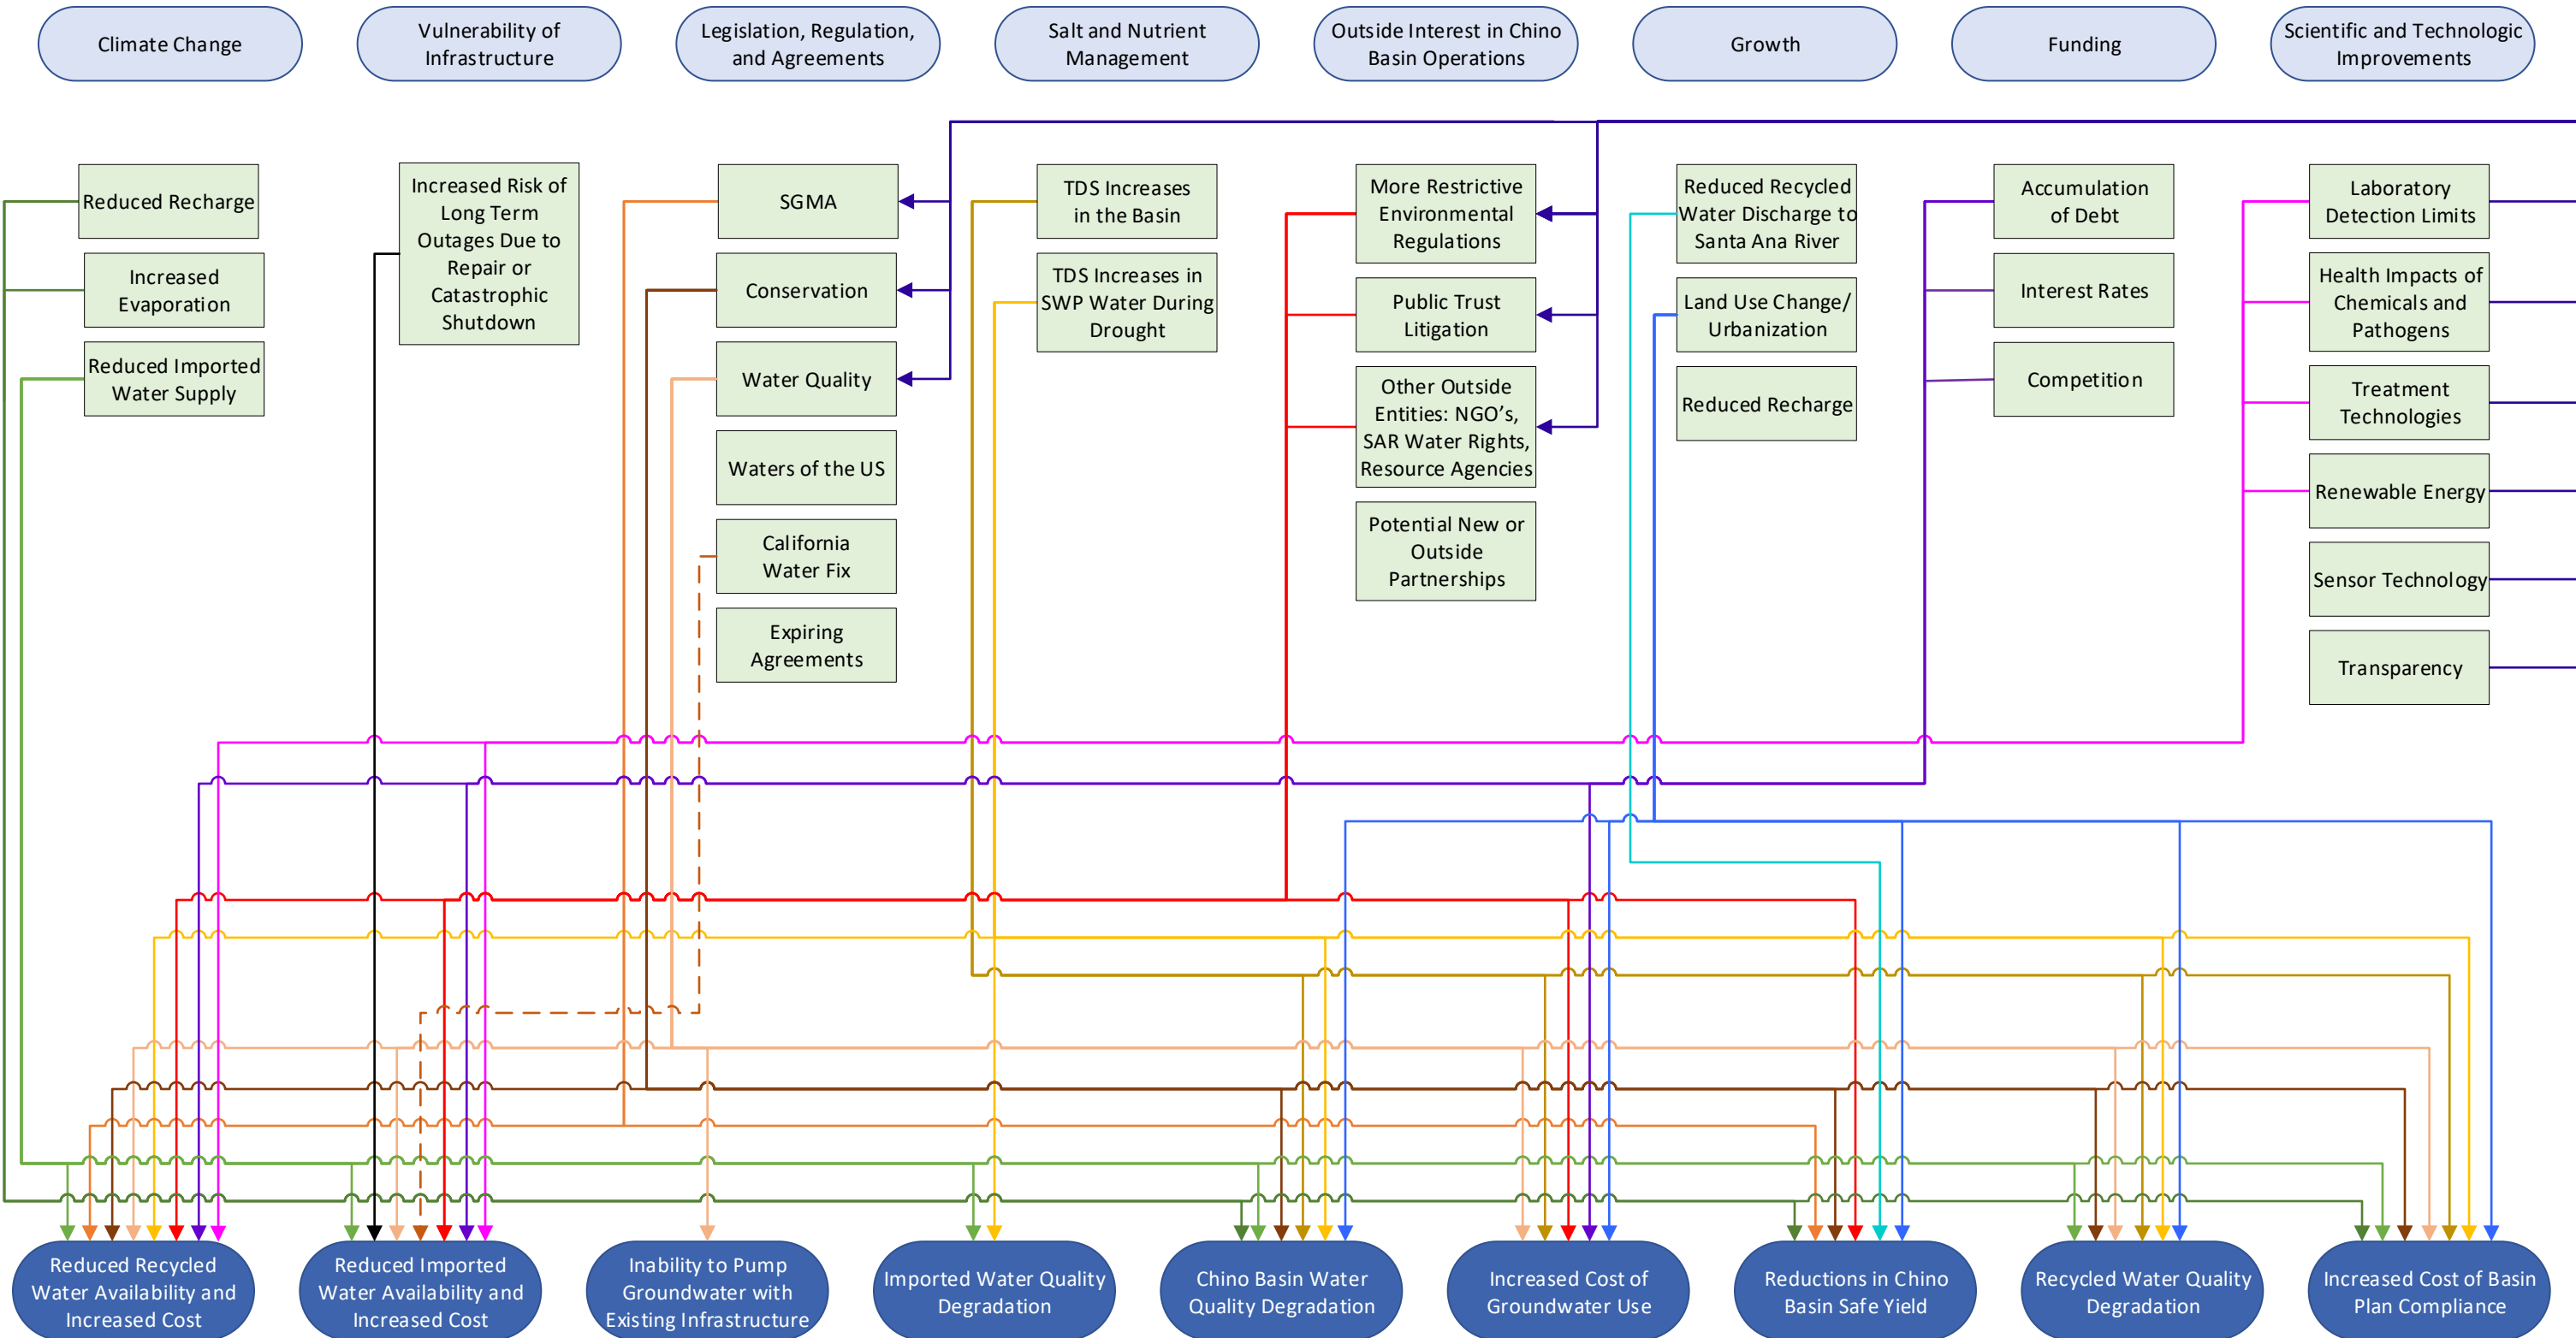 Climate Change
Vulnerability of
Infrastructure
Legislation, Regulation,
and Agreements
Salt and Nutrient
Management
Outside Interest in Chino
Basin Operations
Growth
Funding
Scientific and Technologic
Improvements
Reduced Recharge
Increased
Evaporation
Reduced Imported
Water Supply
Increased Risk of
Long Term
Outages Due to
Repair or
Catastrophic
Shutdown
SGMA
Conservation
Water Quality
Waters of the US
California
Water Fix
Expiring
Agreements
TDS Increases
in the Basin
TDS Increases in
SWP Water During
Drought
More Restrictive
Environmental
Regulations
Public Trust
Litigation
Other Outside
Entities: NGO’s,
SAR Water Rights,
Resource Agencies
Potential New or
Outside
Partnerships
Reduced Recycled
Water Discharge to
Santa Ana River
Land Use Change/
Urbanization
Reduced Recharge
Accumulation
of Debt
Interest Rates
Competition
Laboratory
Detection Limits
Health Impacts of
Chemicals and
Pathogens
Treatment
Technologies
Renewable Energy
Sensor Technology
Transparency
Reduced Recycled
Water Availability and
Increased Cost
Reduced Imported
Water Availability and
Increased Cost
Inability to Pump
Groundwater with
Existing Infrastructure
Imported Water Quality
Degradation
Chino Basin Water
Quality Degradation
Increased Cost of
Groundwater Use
Reductions in Chino
Basin Safe Yield
Recycled Water Quality
Degradation
Increased Cost of Basin
Plan Compliance